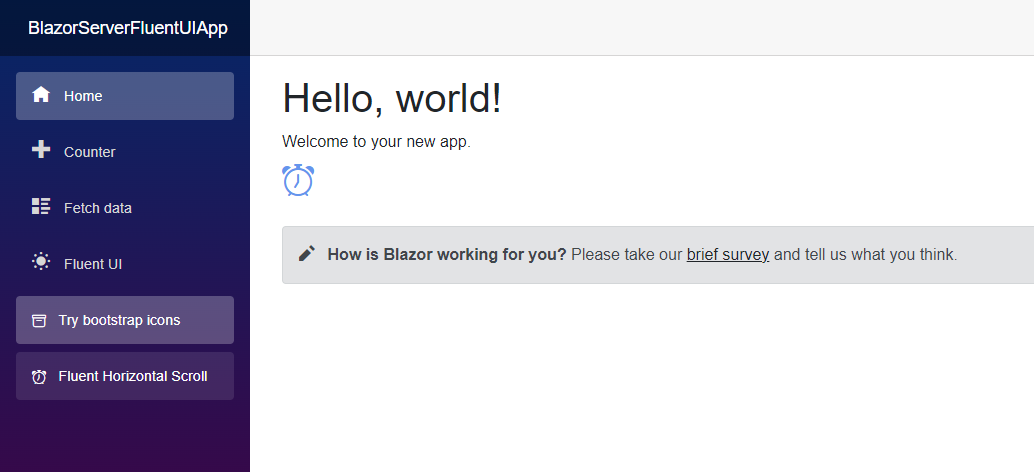 BlazorServerFluentUIApp
Home
Counter
Fetch data
Fluent UI
Try bootstrap icons
Fluent Horizontal Scroll
Hello, world!
Welcome to your new app.
How is Blazor working for you? Please take our brief survey and tell us what you think.